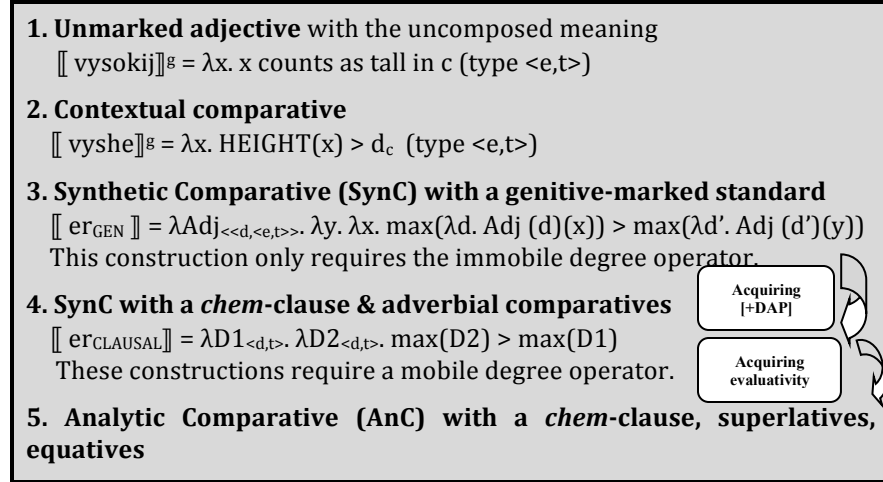 1. Unmarked adjective with the uncomposed meaning
⟦ vysokij⟧ᵍ = λx. x counts as tall in c (type <e,t>)
2. Contextual comparative
⟦ vyshe⟧ᵍ = λx. HEIGHT(x) > d꜀ (type <e,t>)
3. Synthetic Comparative (SynC) with a genitive-marked standard
⟦ erGEN ⟧ = λAdj<<d,<e,t>>. λy. λx. max(λd. Adj (d)(x)) > max(λd’. Adj (d’)(y))
This construction only requires the immobile degree operator.
Acquiring
[+DAP]
4. SynC with a chem-clause & adverbial comparatives
⟦ erCLAUSAL⟧ = λD1<d,t>. λD2<d,t>. max(D2) > max(D1)
These constructions require a mobile degree operator.
Acquiring
evaluativity
5. Analytic Comparative (AnC) with a chem-clause, superlatives,
equatives